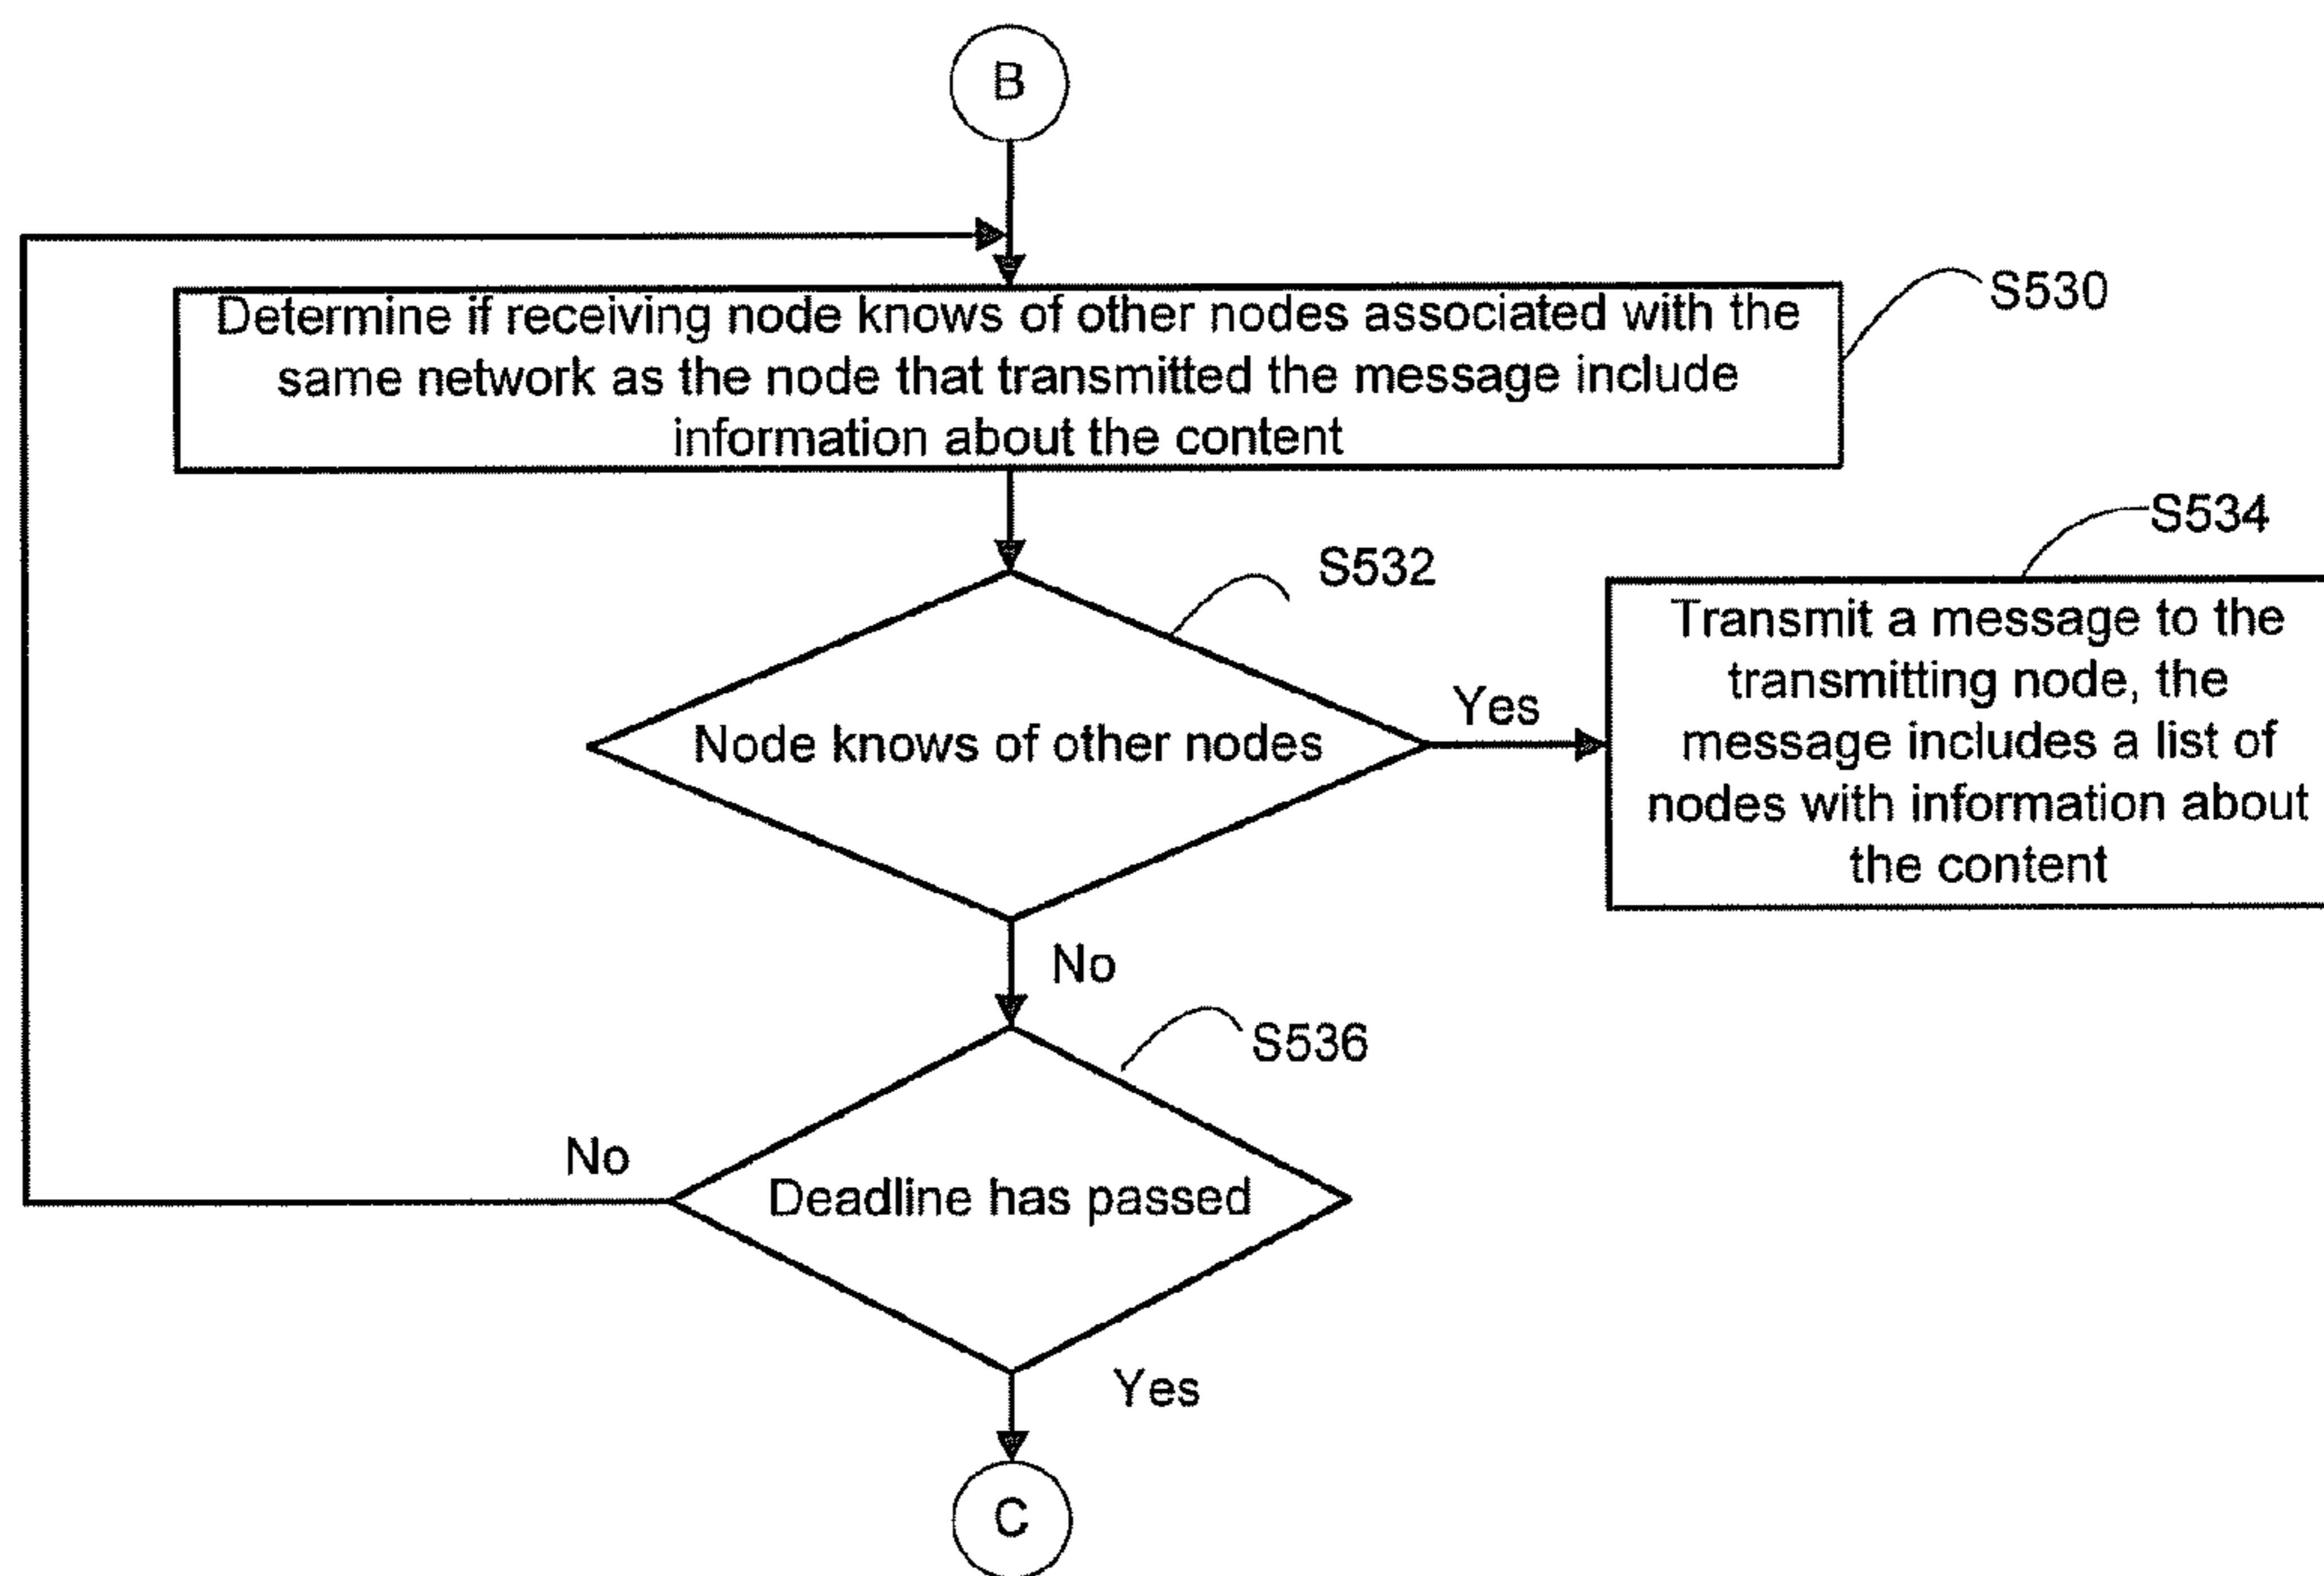 B
Determine if receiving node knows of other nodes associated with the
same network as the node that transmitted the message include
information about the content
S530
S532
Node knows of other nodes
Yes
S534
Transmit a message to the
transmitting node, the
message includes a list of
nodes with information about
the content
No
S536
Deadline has passed
No
Yes
C